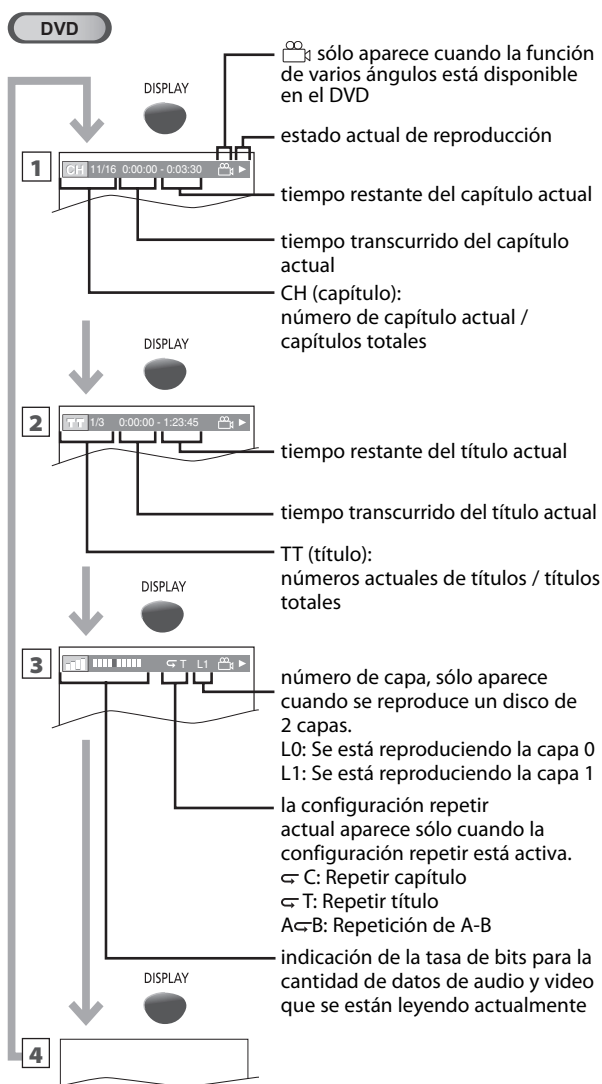 DVD
sólo aparece cuando la función
de varios ángulos está disponible
en el DVD
DISPLAY
estado actual de reproducción
1
CH 11/16 0:00:00 - 0:03:30
tiempo restante del capítulo actual
tiempo transcurrido del capítulo
actual
CH (capítulo):
número de capítulo actual /
capítulos totales
DISPLAY
2
TT 1/3 0:00:00 - 1:23:45
tiempo restante del título actual
tiempo transcurrido del título actual
TT (título):
números actuales de títulos / títulos
totales
DISPLAY
3
T L1
número de capa, sólo aparece
cuando se reproduce un disco de
2 capas.
L0: Se está reproduciendo la capa 0
L1: Se está reproduciendo la capa 1
la configuración repetir
actual aparece sólo cuando la
configuración repetir está activa.
C: Repetir capítulo
T: Repetir título
A B: Repetición de A-B
indicación de la tasa de bits para la
cantidad de datos de audio y video
que se están leyendo actualmente
DISPLAY
4